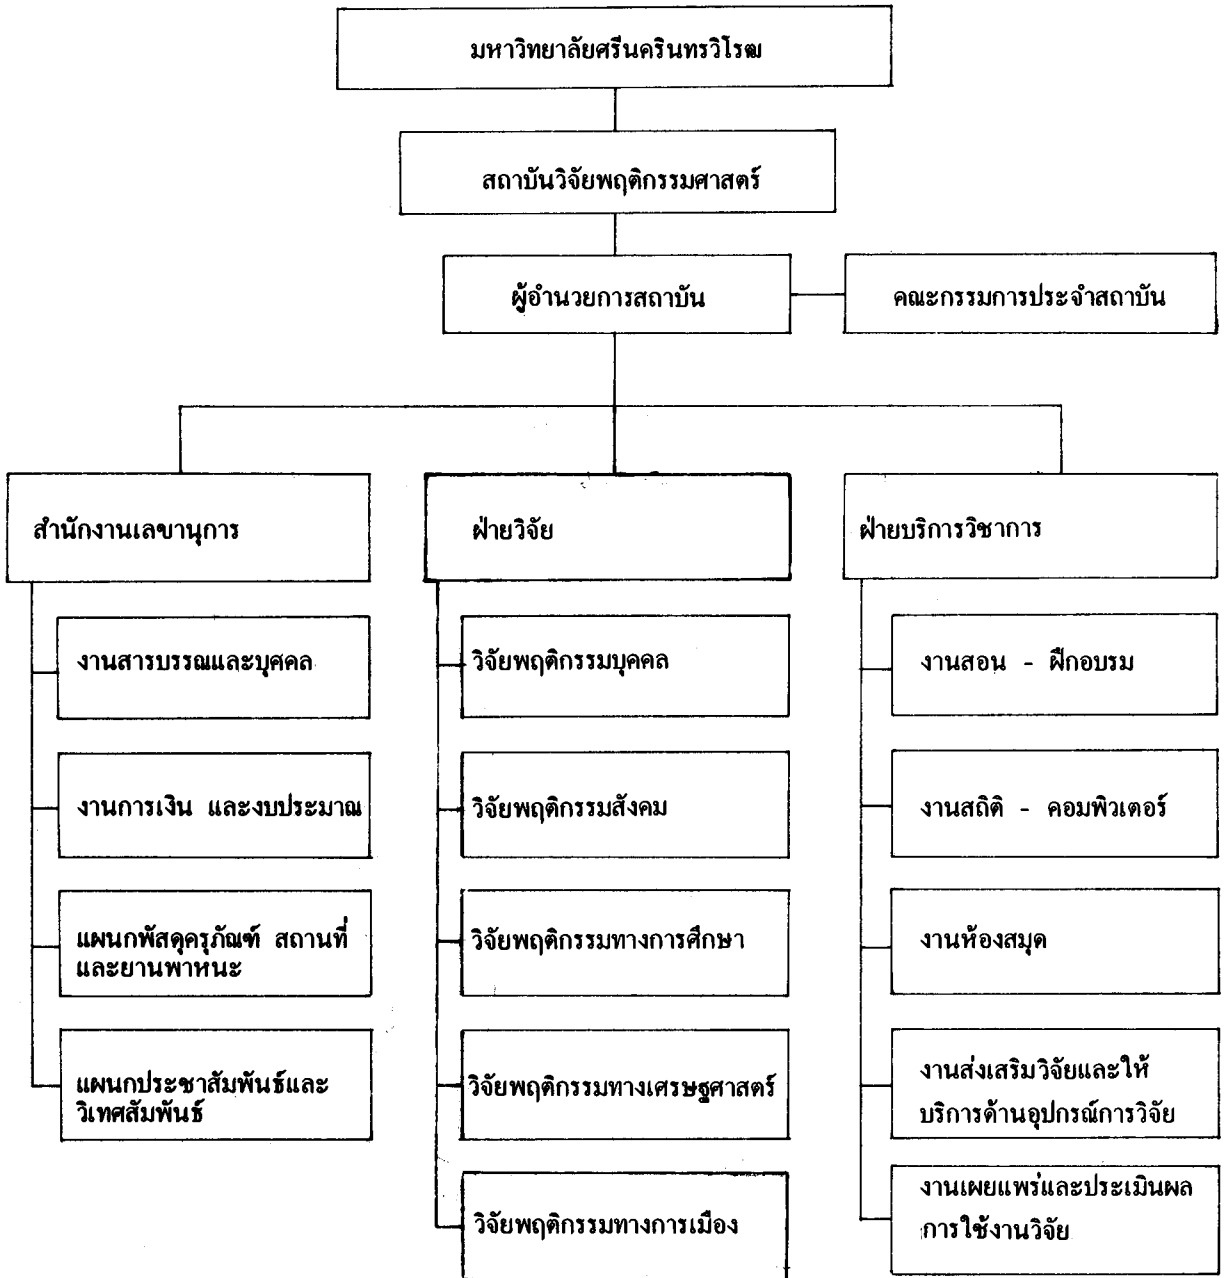 มหาวิทยาลัยศรีนครินทรวิโรฒ
สถาบันวิจัยพฤติกรรมศาสตร์
ผู้อำนวยการสถาบัน
คณะกรรมการประจำสถาบัน
สำนักงานเลขานุการ
งานสารบรรณและบุคคล
งานการเงิน และงบประมาณ
แผนกพัสดุครุภัณฑ์ สถานที่
และยานพาหนะ
แผนกประชาสัมพันธ์และ
วิเทศสัมพันธ์
ฝ่ายวิจัย
วิจัยพฤติกรรมบุคคล
วิจัยพฤติกรรมสังคม
วิจัยพฤติกรรมทางการศึกษา
วิจัยพฤติกรรมทางเศรษฐศาสตร์
วิจัยพฤติกรรมทางการเมือง
ฝ่ายบริการวิชาการ
งานสอน - ฝึกอบรม
งานสถิติ - คอมพิวเตอร์
งานห้องสมุด
งานส่งเสริมวิจัยและให้
บริการด้านอุปกรณ์การวิจัย
งานเผยแพร่และประเมินผล
การใช้งานวิจัย